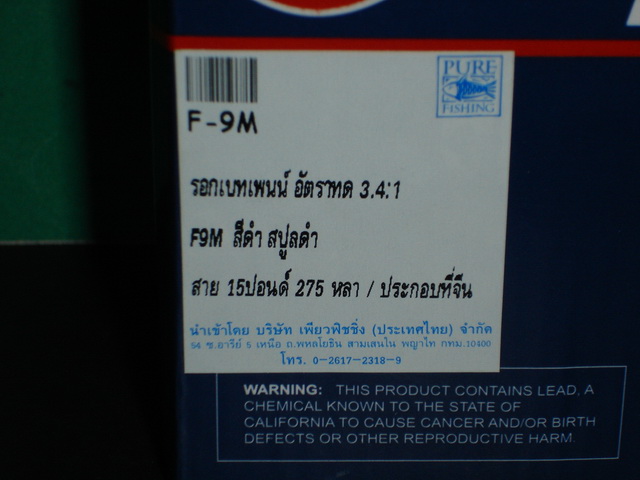 PURE
FISHING
F-9M
รอกเบทเพนน์ อัตราทด 3.4:1
F9M สีดำ สปูลดำ
สาย 15ปอนด์ 275 หลา / ประกอบที่จีน
นำเข้าโดย บริษัท เพียวฟิชชิ่ง (ประเทศไทย) จำกัด
54 ซ.อารีย์ 5 เหนือ ถ.พหลโยธิน สามเสนใน พญาไท กทม.10400
โทร. 0-2617-2318-9
WARNING: THIS PRODUCT CONTAINS LEAD, A
CHEMICAL KNOWN TO THE STATE OF
CALIFORNIA TO CAUSE CANCER AND/OR BIRTH
DEFECTS OR OTHER REPRODUCTIVE HARM.